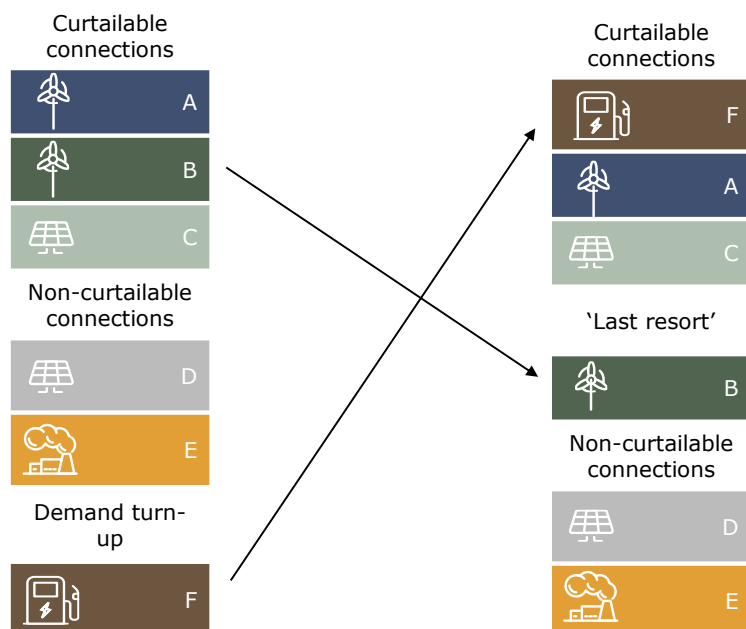 Curtailable
connections
A
B
C
Non-curtailable
connections
D
E
Demand turn-
up
F
Curtailable
connections
F
A
C
‘Last resort’
B
Non-curtailable
connections
D
E